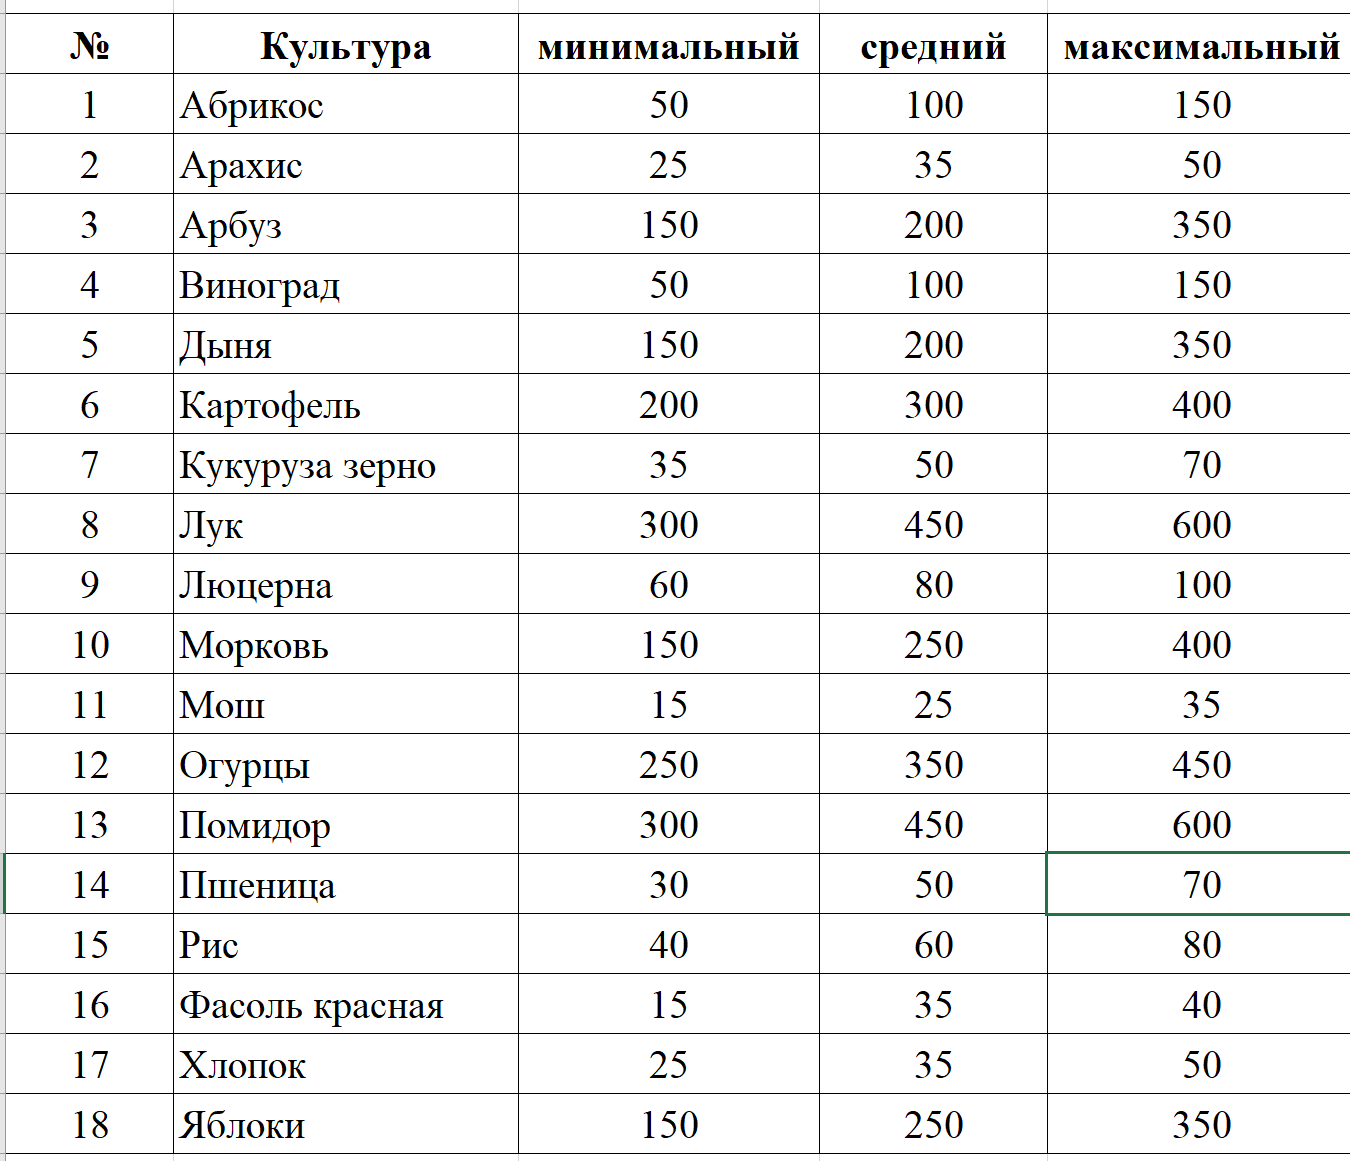 № Культура минимальный средний максимальный
1 Абрикос 50 100 150
2 Арахис 25 35 50
3 Арбуз 150 200 350
4 Виноград 50 100 150
5 Дыня 150 200 350
6 Картофель 200 300 400
7 Кукуруза зерно 35 50 70
8 Лук 300 450 600
9 Люцерна 60 80 100
10 Морковь 150 250 400
11 Мош 15 25 35
12 Огурцы 250 350 450
13 Помидор 300 450 600
14 Пшеница 30 50 70
15 Рис 40 60 80
16 Фасоль красная 15 35 40
17 Хлопок 25 35 50
18 Яблоки 150 250 350